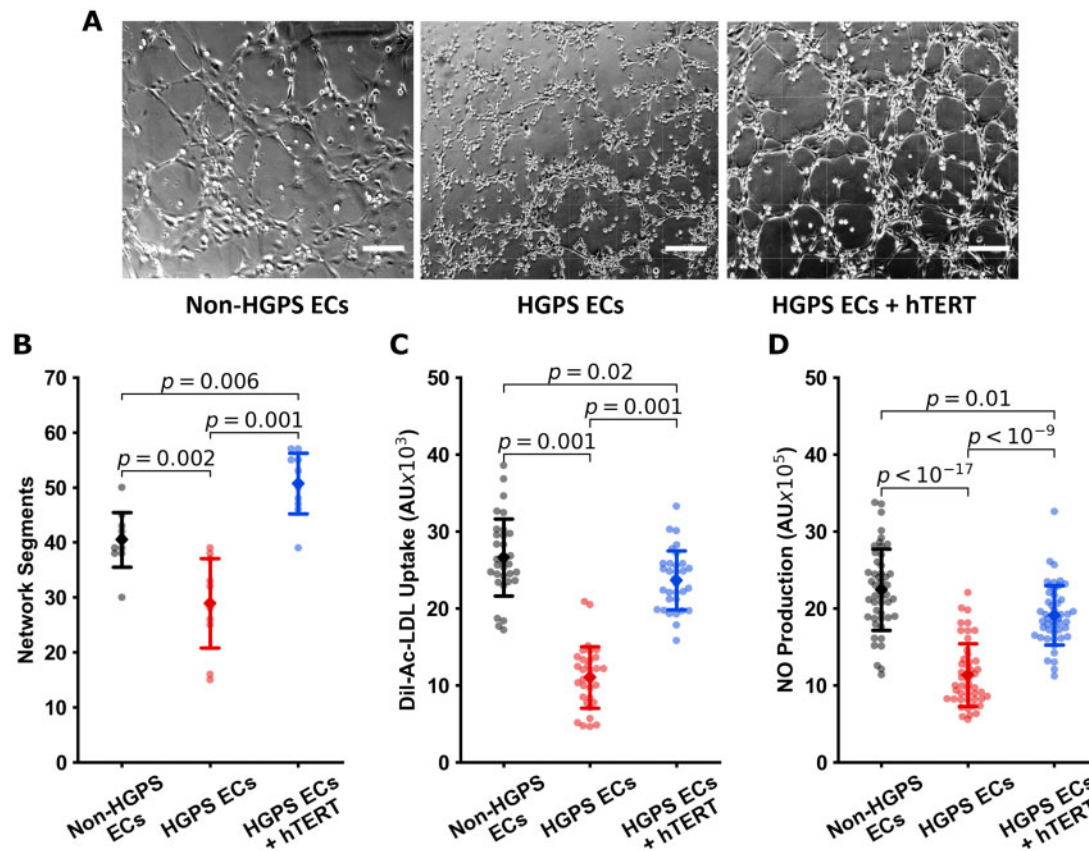 A
Non-HGPS ECs
HGPS ECs
HGPS ECs + hTERT
B
70
60
50
40
30
20
10
0
Network Segments
p = 0.006
p = 0.001
p = 0.002
Non-HGPS
ECs
HGPS ECs
HGPS ECs
+ hTERT
C
50
40
30
20
10
0
Dil-Ac-LDL Uptake (AUx10³)
p = 0.02
p = 0.001
p = 0.001
Non-HGPS
ECs
HGPS ECs
HGPS ECs
+ hTERT
D
50
40
30
20
10
0
NO Production (AUx10⁵)
p = 0.01
p < 10⁻⁹
p < 10⁻¹⁷
Non-HGPS
ECs
HGPS ECs
HGPS ECs
+ hTERT